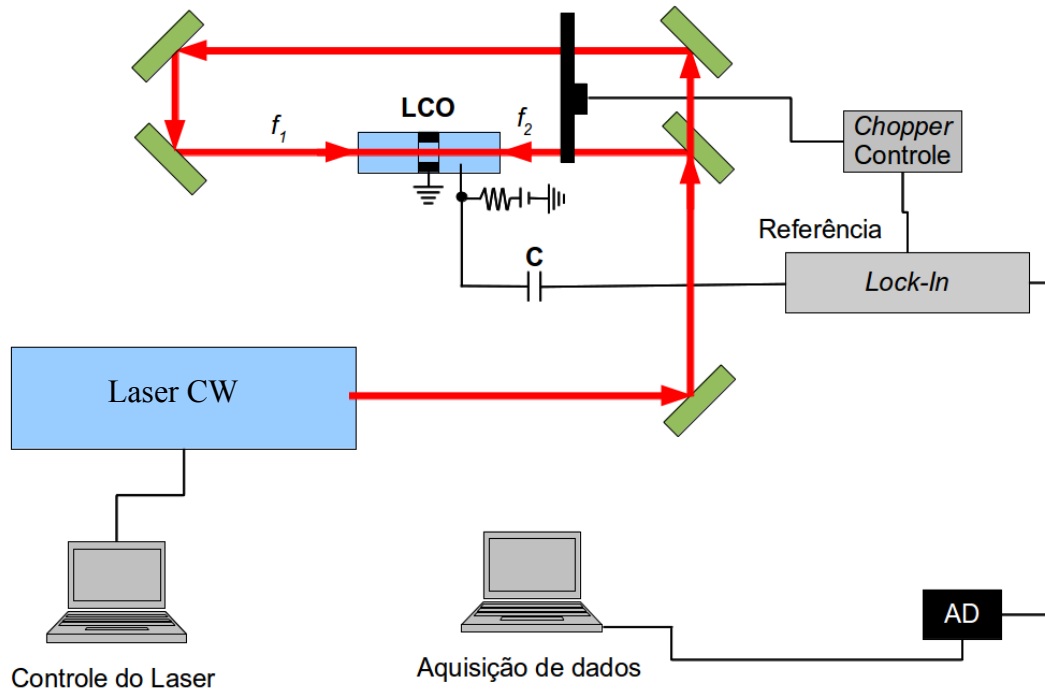 LCO
f1
f2
Chopper
Controle
Referência
C
Lock-In
Laser CW
AD
Controle do Laser
Aquisição de dados